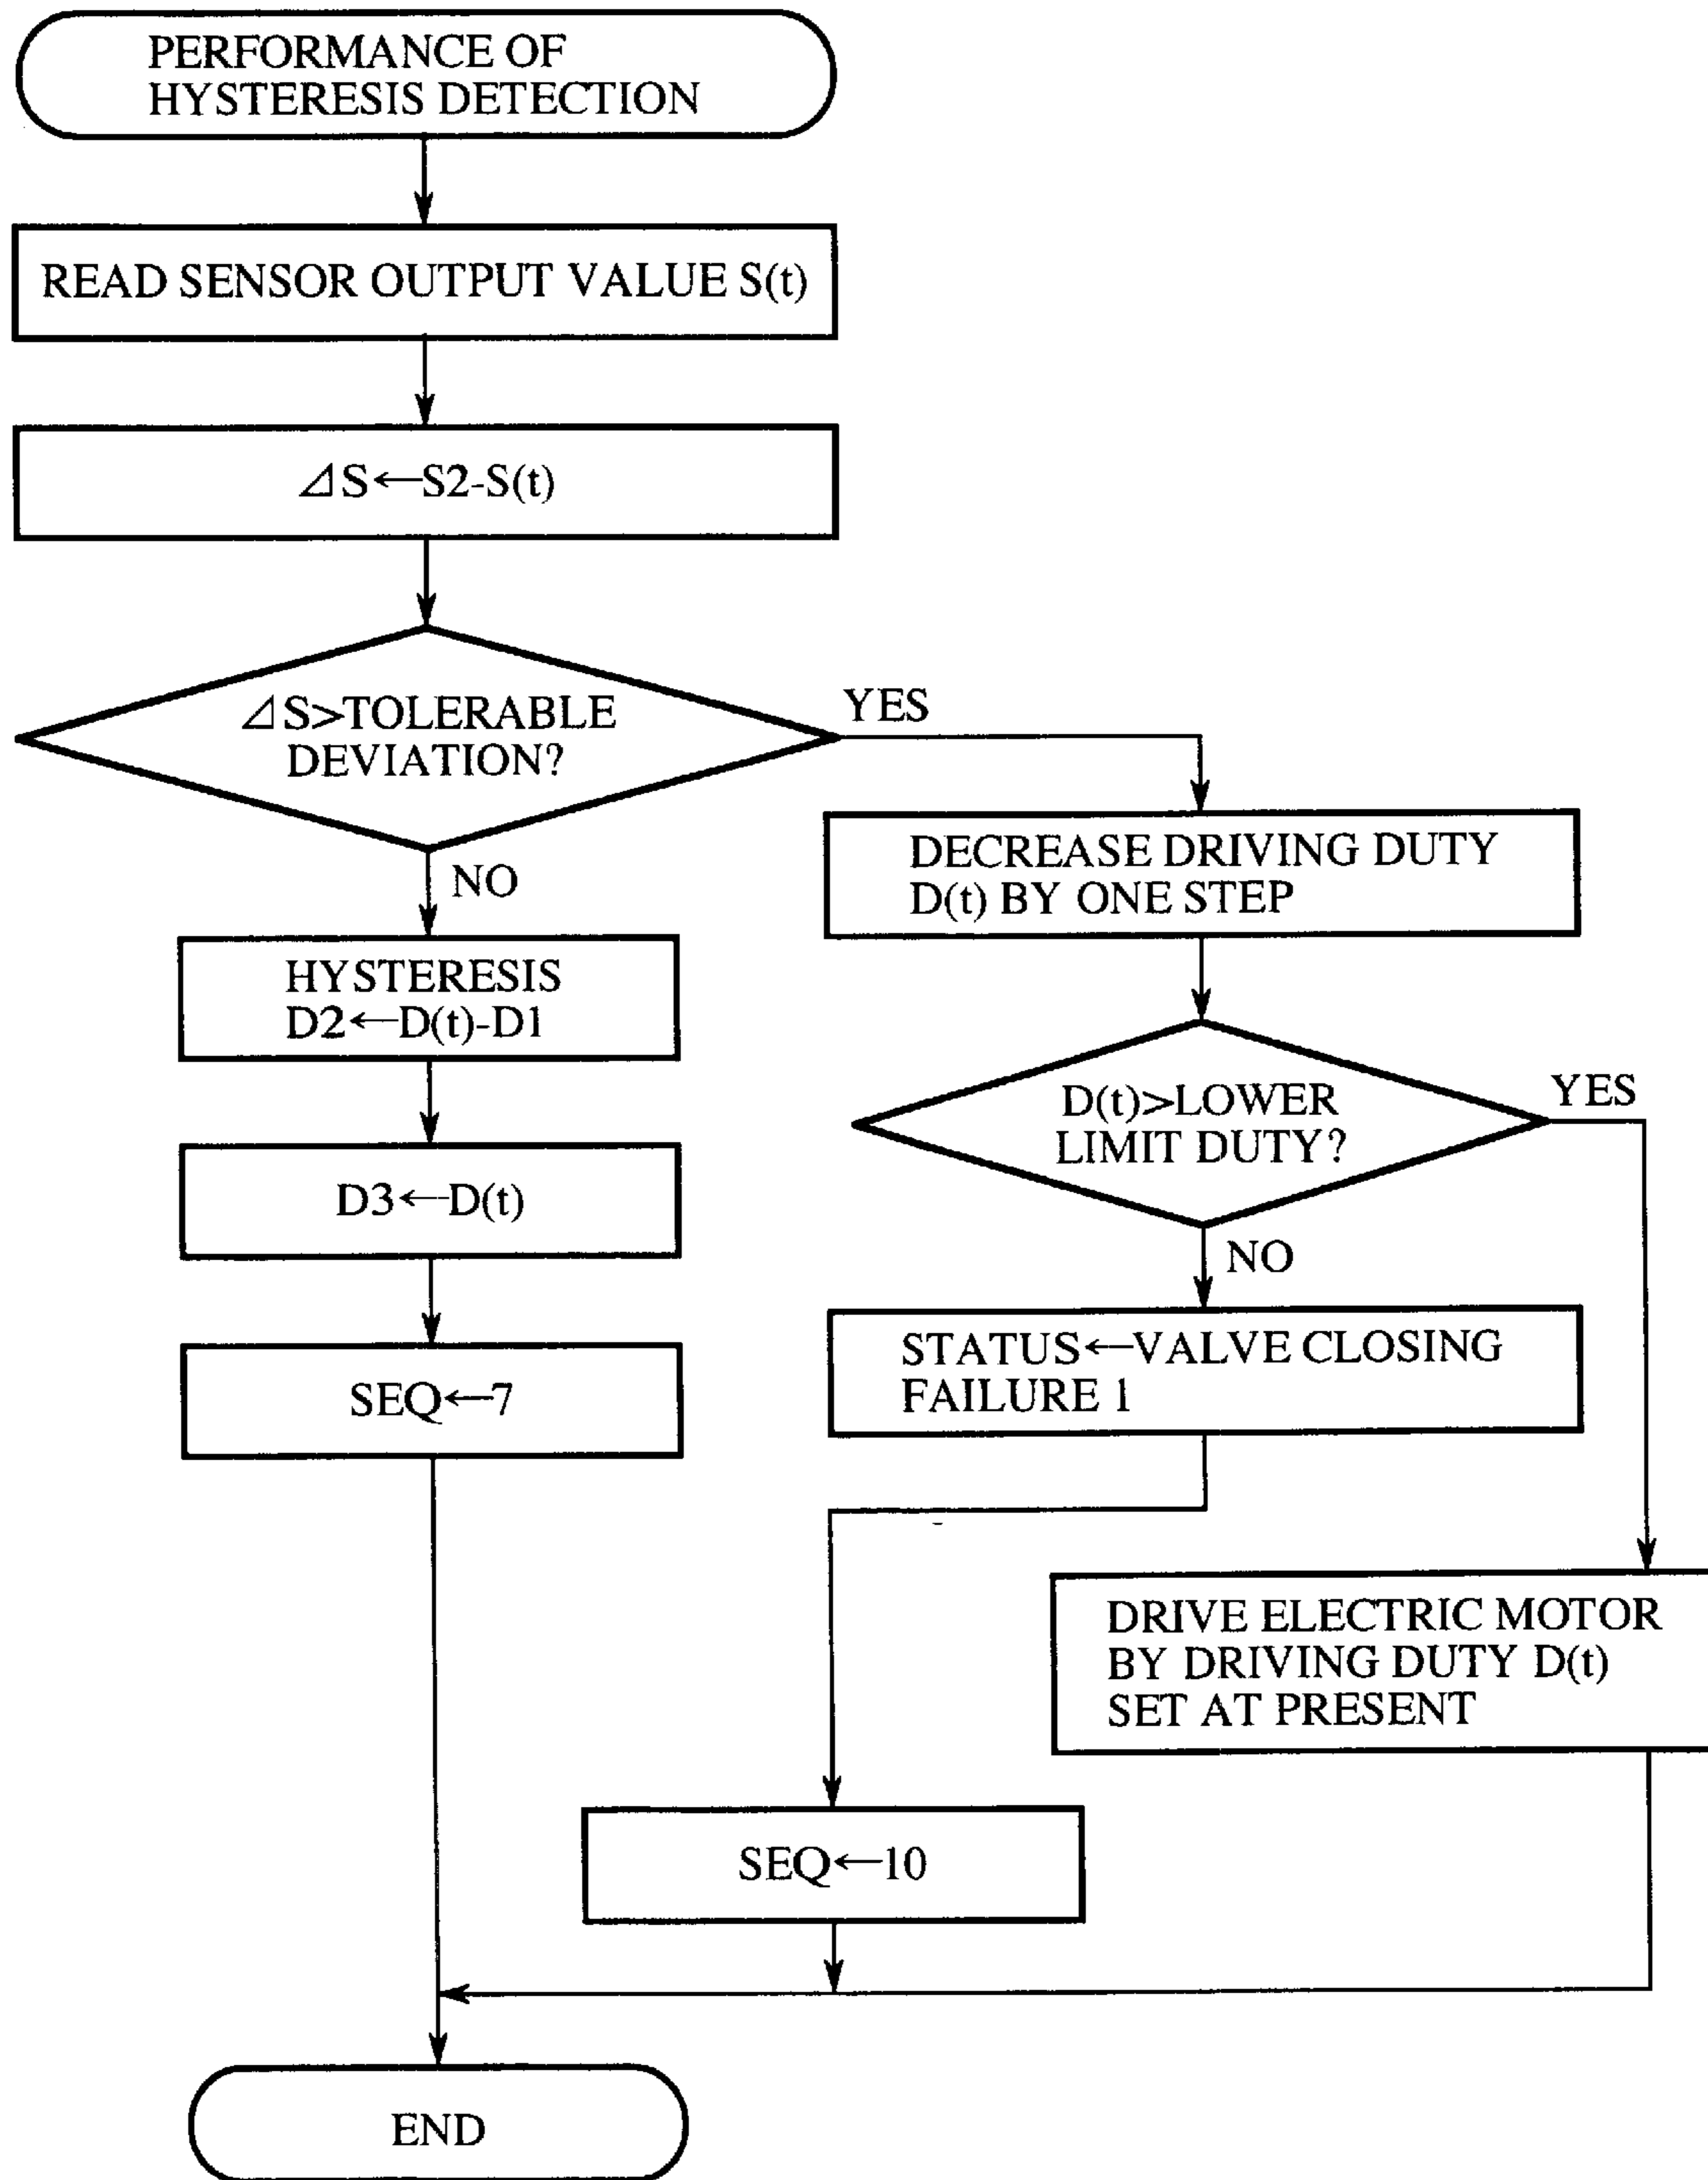 PERFORMANCE OF
HYSTERESIS DETECTION
READ SENSOR OUTPUT VALUE S(t)
⊿S←S2-S(t)
⊿S>TOLERABLE
DEVIATION?
YES
NO
DECREASE DRIVING DUTY
D(t) BY ONE STEP
HYSTERESIS
D2←D(t)-D1
D(t)>LOWER
LIMIT DUTY?
YES
NO
D3←D(t)
STATUS←VALVE CLOSING
FAILURE 1
SEQ←7
DRIVE ELECTRIC MOTOR
BY DRIVING DUTY D(t)
SET AT PRESENT
SEQ←10
END